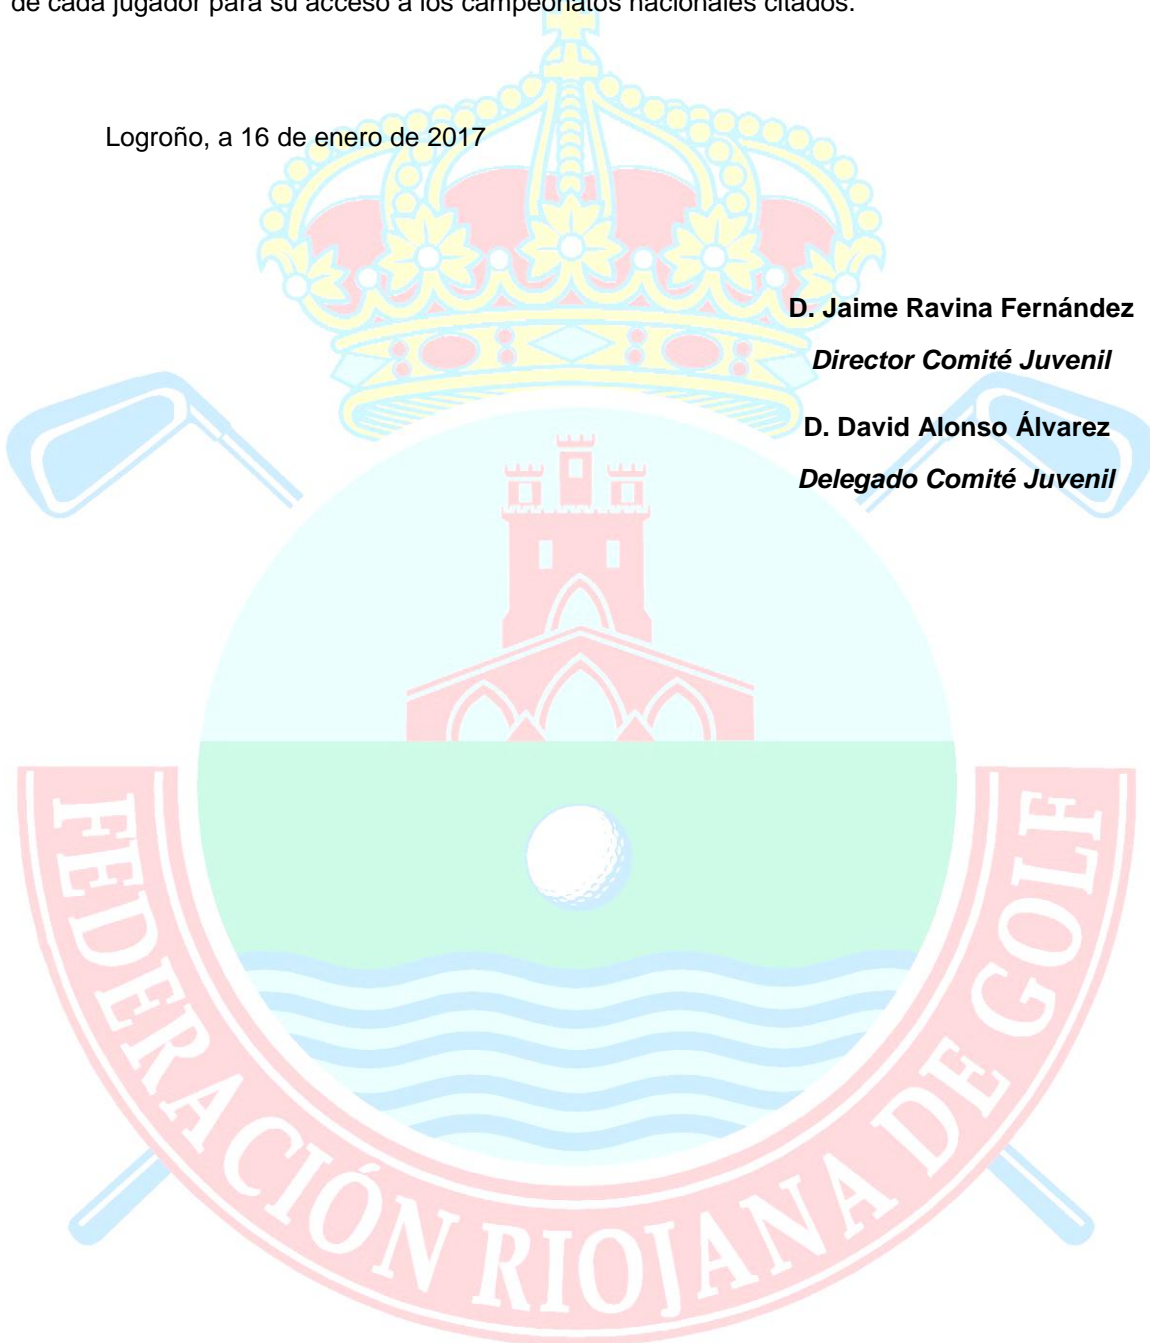 de cada jugador para su acceso a los campeonatos nacionales citados.
Logroño, a 16 de enero de 2017
D. Jaime Ravina Fernández
Director Comité Juvenil
D. David Alonso Álvarez
Delegado Comité Juvenil
FEDERACIÓN RIOJANA DE GOLF